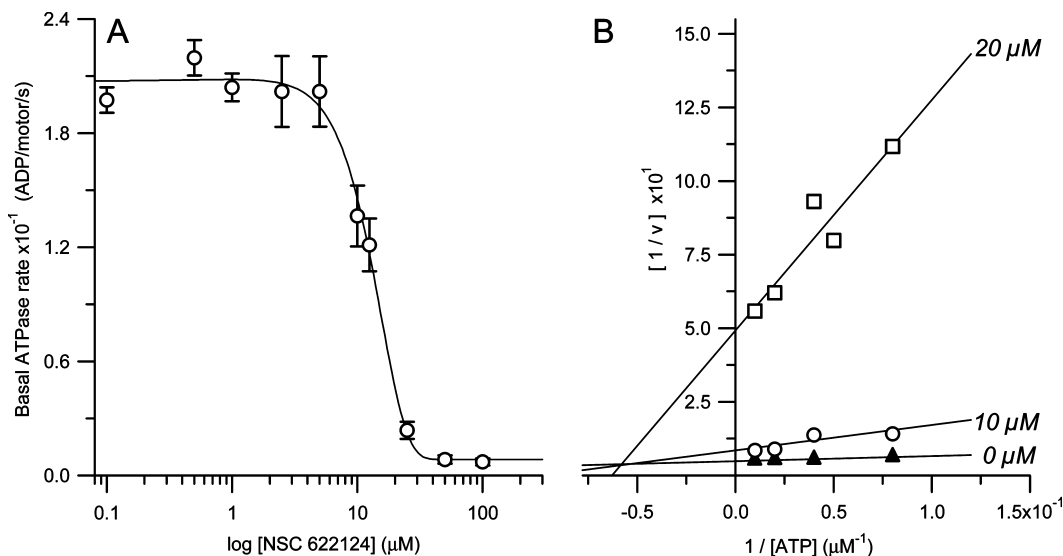 A
Basal ATPase rate x10⁻¹ (ADP/motor/s)
2.4
1.8
1.2
0.6
0.0
0.1 1 10 100
log [NSC 622124] (µM)
B
[ 1 / v ] x10¹
15.0
12.5
10.0
7.5
5.0
2.5
20 µM
10 µM
0 µM
-0.5 0.0 0.5 1.0 1.5x10⁻¹
1 / [ATP] (µM⁻¹)